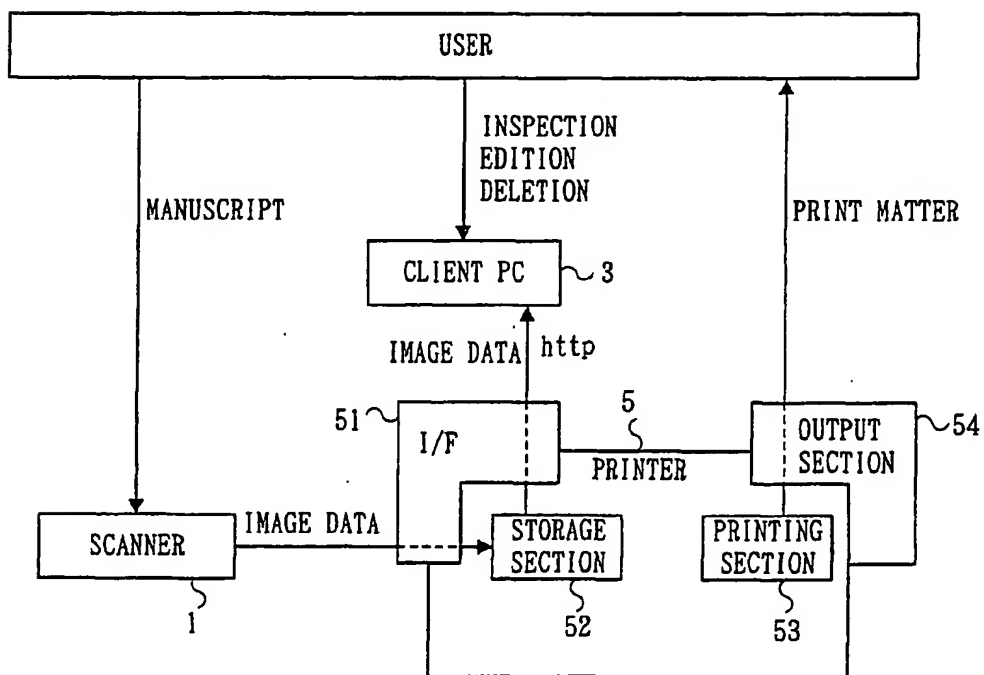 USER
INSPECTION
EDITION
DELETION
MANUSCRIPT
PRINT MATTER
CLIENT PC
3
IMAGE DATA
http
51
5
54
I/F
PRINTER
OUTPUT
SECTION
IMAGE DATA
SCANNER
STORAGE
SECTION
PRINTING
SECTION
1
52
53